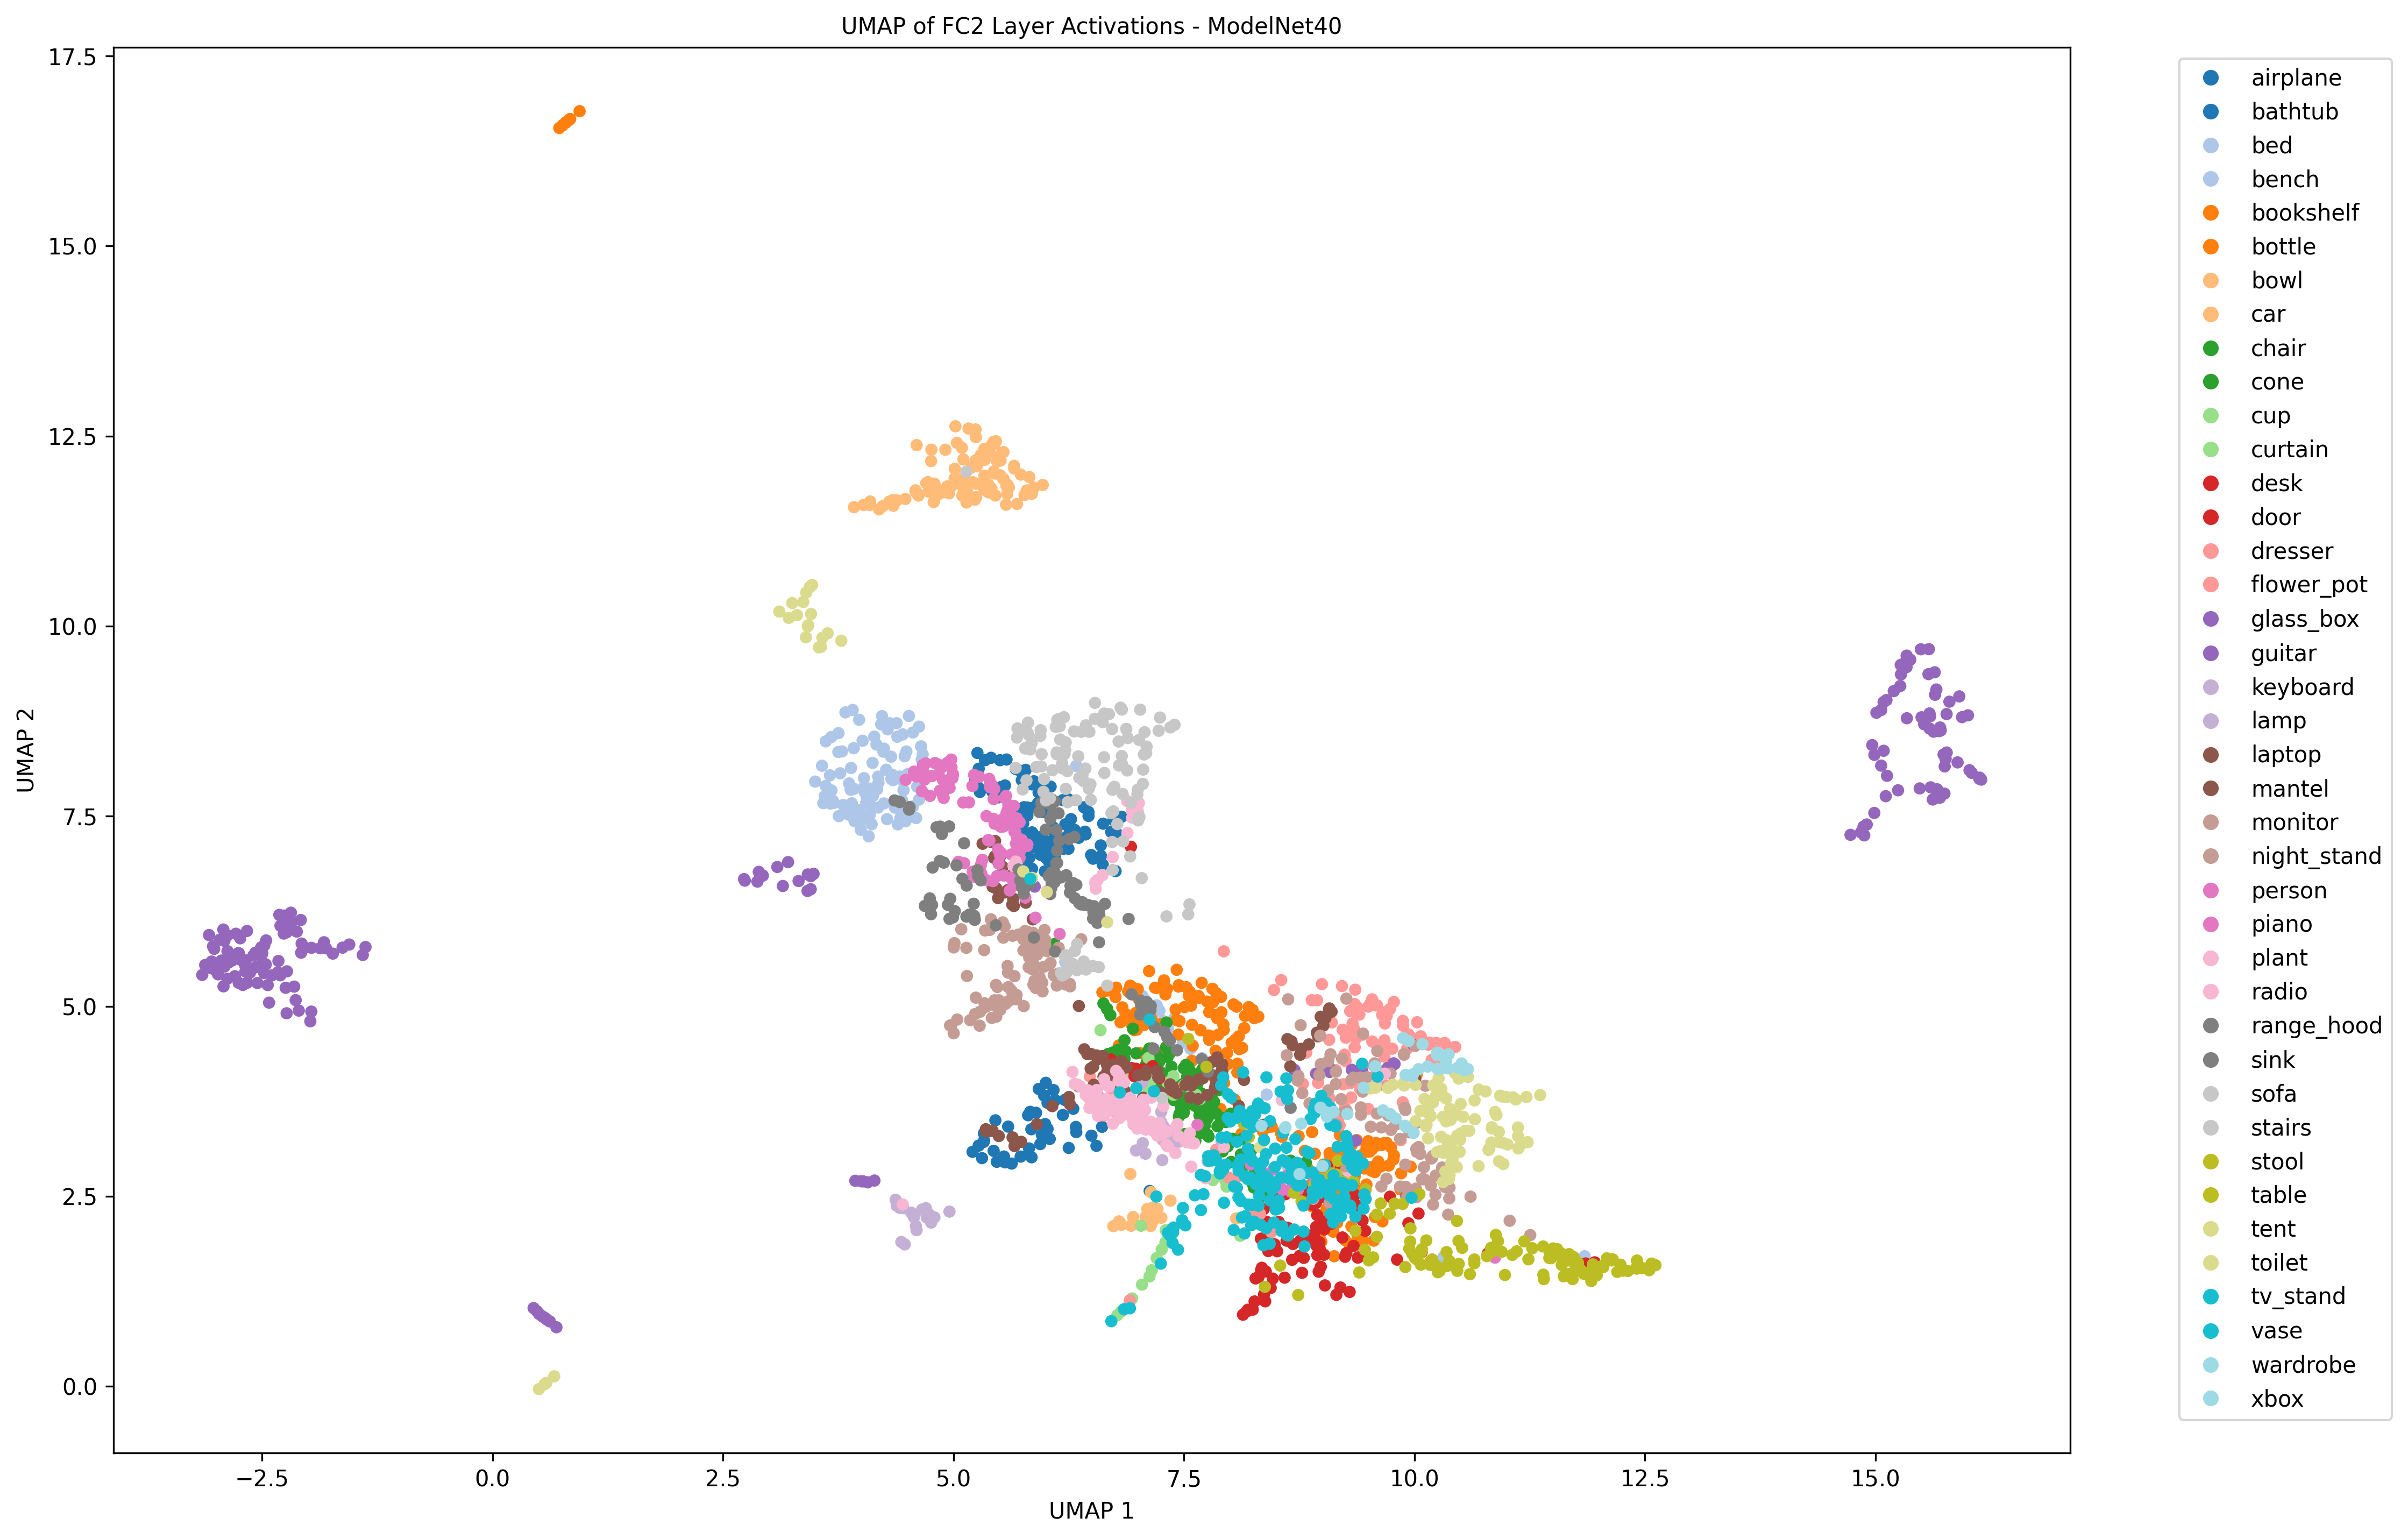 UMAP of FC2 Layer Activations - ModelNet40
17.5
15.0
12.5
10.0
7.5
5.0
2.5
0.0
UMAP 2
−2.5
0.0
2.5
5.0
7.5
10.0
12.5
15.0
UMAP 1
airplane
bathtub
bed
bench
bookshelf
bottle
bowl
car
chair
cone
cup
curtain
desk
door
dresser
flower_pot
glass_box
guitar
keyboard
lamp
laptop
mantel
monitor
night_stand
person
piano
plant
radio
range_hood
sink
sofa
stairs
stool
table
tent
toilet
tv_stand
vase
wardrobe
xbox